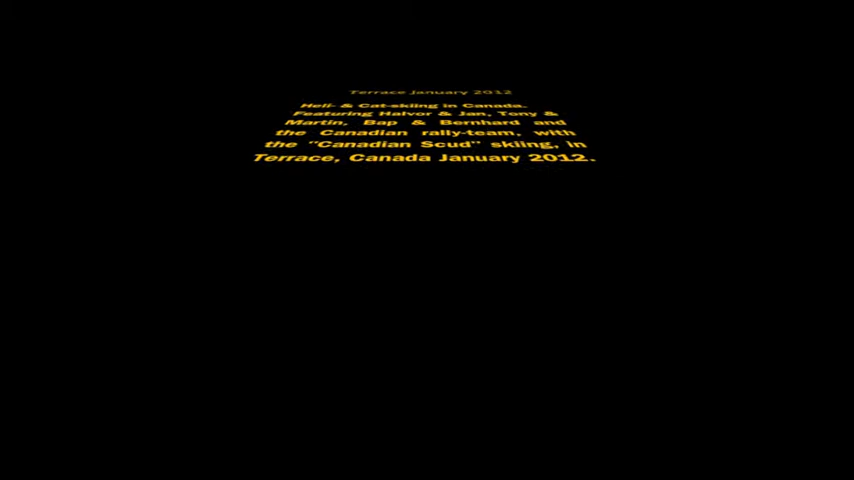 Terrace January 2012
Heli- & Cat-skiing in Canada.
Featuring Halvor & Jan, Tony &
Martin, Bap & Bernhard and
the Canadian rally-team, with
the "Canadian Scud" skiing, in
Terrace, Canada January 2012.